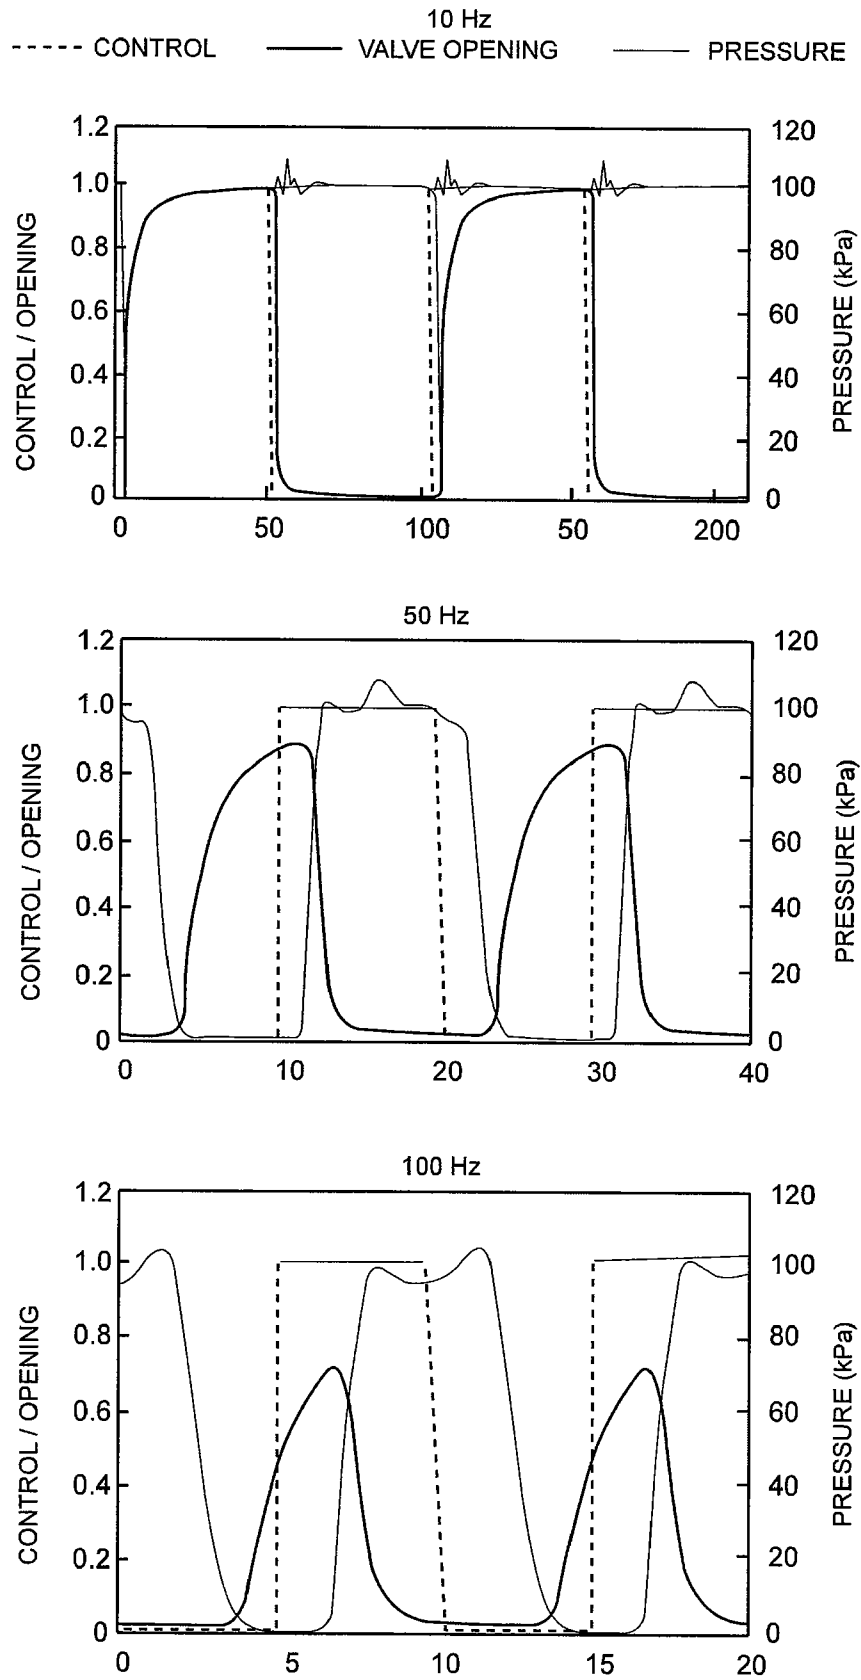 10 Hz
CONTROL VALVE OPENING PRESSURE
1.2 120
1.0 100
0.8 80
0.6 60
0.4 40
0.2 20
0 0
CONTROL / OPENING
PRESSURE (kPa)
0 50 100 50 200
50 Hz
1.2 120
1.0 100
0.8 80
0.6 60
0.4 40
0.2 20
0 0
CONTROL / OPENING
PRESSURE (kPa)
0 10 20 30 40
100 Hz
1.2 120
1.0 100
0.8 80
0.6 60
0.4 40
0.2 20
0 0
CONTROL / OPENING
PRESSURE (kPa)
0 5 10 15 20